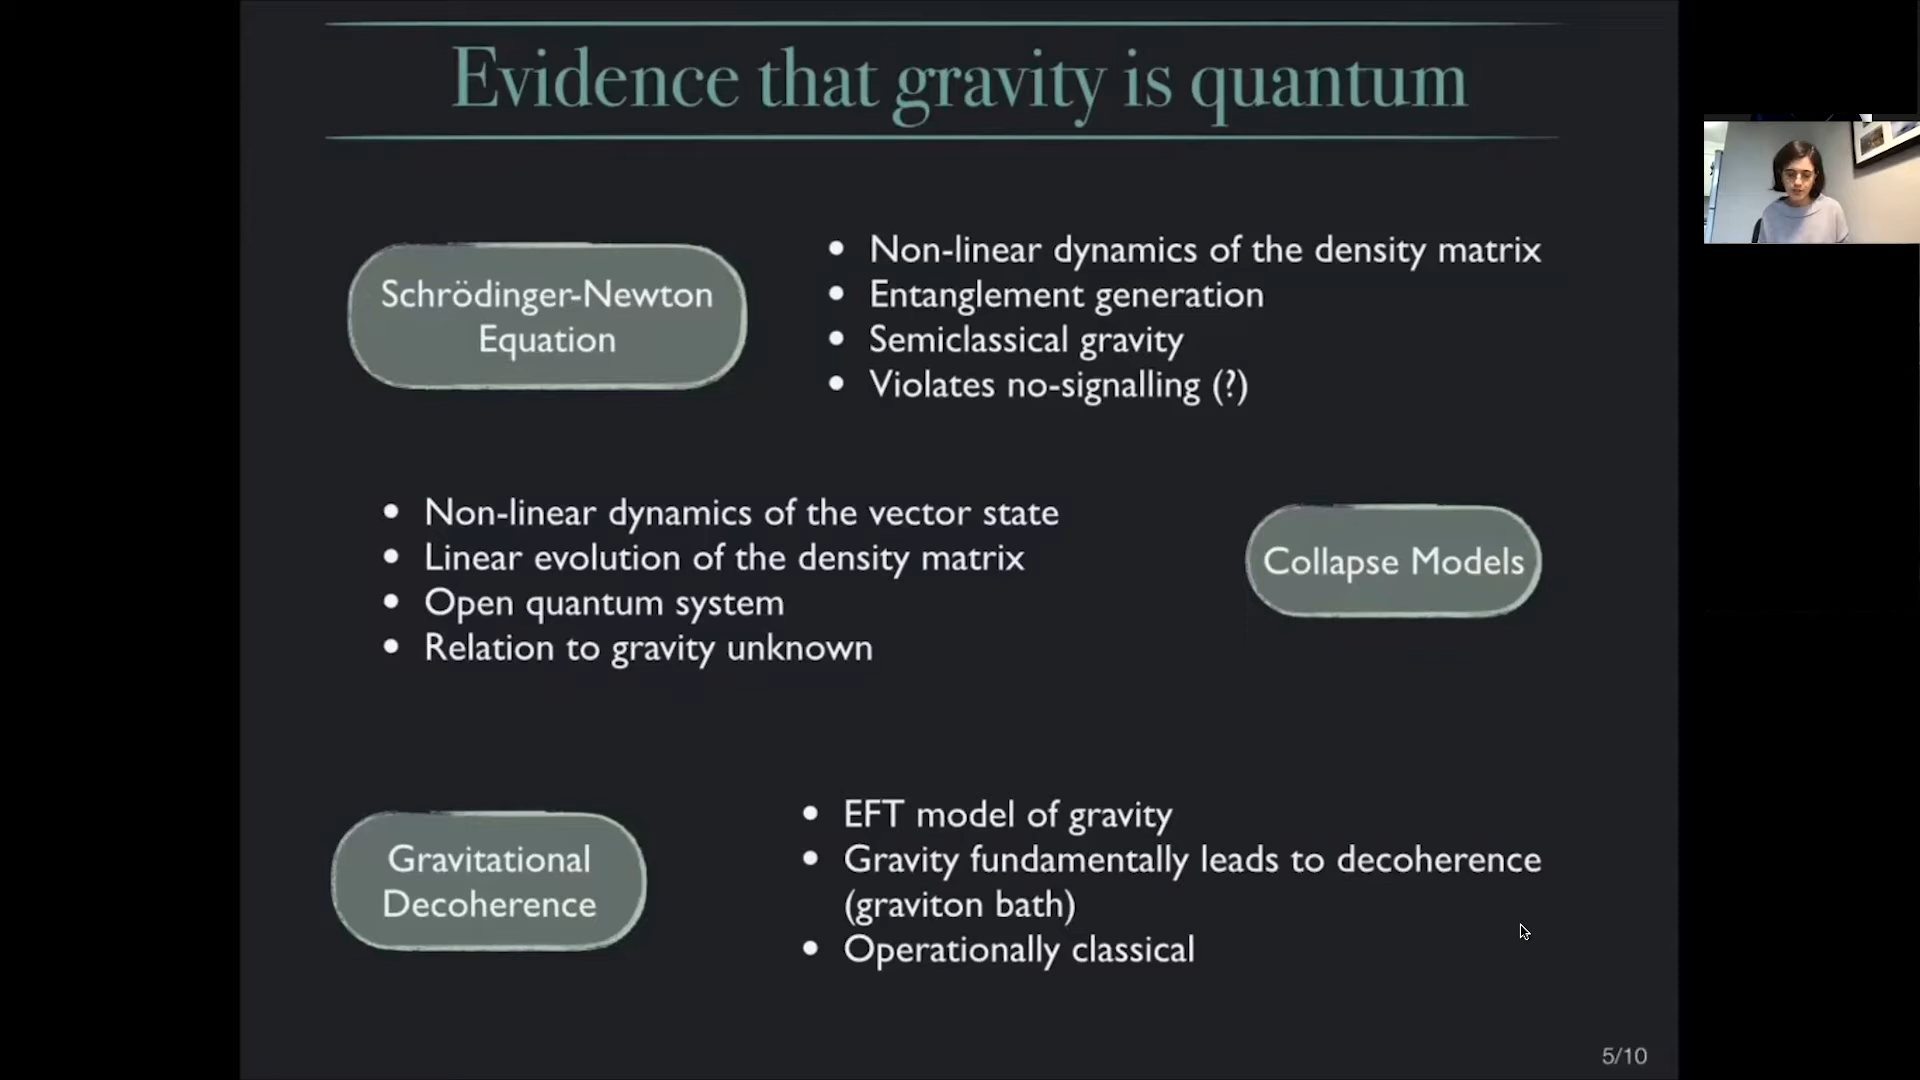 Evidence that gravity is quantum
Schrödinger-Newton
Equation
• Non-linear dynamics of the density matrix
• Entanglement generation
• Semiclassical gravity
• Violates no-signalling (?)
• Non-linear dynamics of the vector state
• Linear evolution of the density matrix
• Open quantum system
• Relation to gravity unknown
Collapse Models
Gravitational
Decoherence
• EFT model of gravity
• Gravity fundamentally leads to decoherence
(graviton bath)
• Operationally classical
5/10